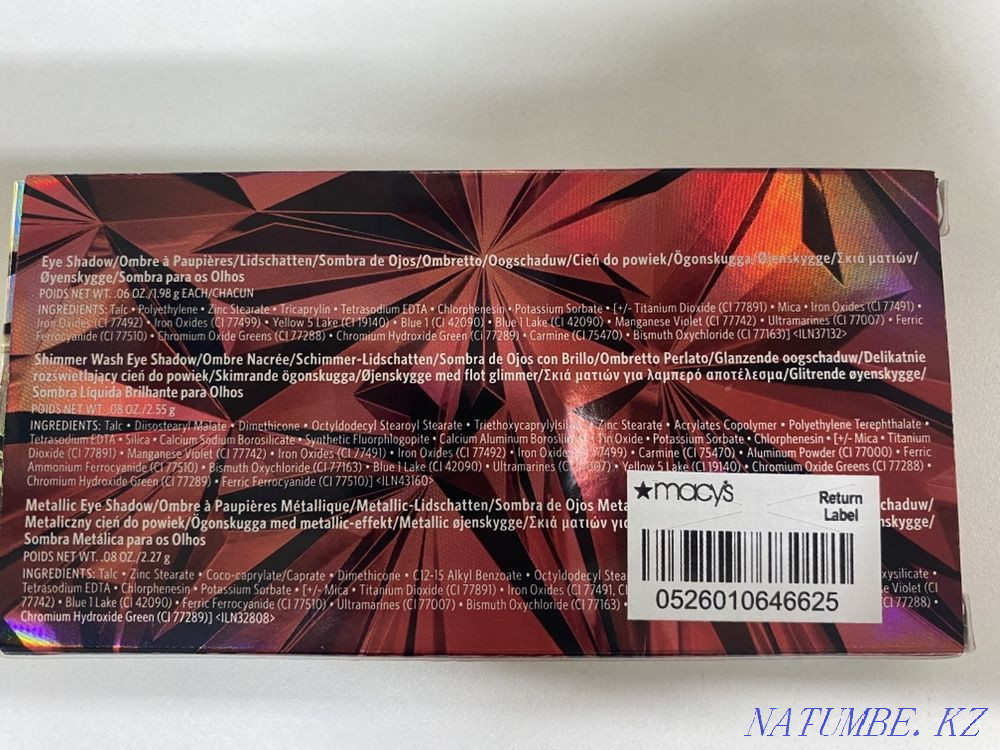 Eye Shadow/Ombre à Paupières/Lidschatten/Sombra de Ojos/Ombretto/Oogschaduw/Cień do powiek/Ögonskugga/Øjenskygge/Σκιά ματιών/
Øyenskygge/Sombra para os Olhos
POIDS NET WT. .06 OZ./1.98 g EACH/CHACUN
INGREDIENTS: Talc • Polyethylene • Zinc Stearate • Tricaprylin • Tetrasodium EDTA • Chlorphenesin • Potassium Sorbate • [+/- Titanium Dioxide (CI 77891) • Mica • Iron Oxides (CI 77491) •
Iron Oxides (CI 77492) • Iron Oxides (CI 77499) • Yellow 5 Lake (CI 19140) • Blue 1 (CI 42090) • Blue 1 Lake (CI 42090) • Manganese Violet (CI 77742) • Ultramarines (CI 77007) • Ferric
Ferrocyanide (CI 77510) • Chromium Oxide Greens (CI 77288) • Chromium Hydroxide Green (CI 77289) • Carmine (CI 75470) • Bismuth Oxychloride (CI 77163)] <ILN37132>
Shimmer Wash Eye Shadow/Ombre Nacrée/Schimmer-Lidschatten/Sombra de Ojos con Brillo/Ombretto Perlato/Glanzende oogschaduw/Delikatnie
rozświetlający cień do powiek/Skimrande ögonskugga/Øjenskygge med flot glimmer/Σκιά ματιών για λαμπερό αποτέλεσμα/Glitrende øyenskygge/
Sombra Líquida Brilhante para Olhos
POIDS NET WT. .08 OZ./2.55 g
INGREDIENTS: Talc • Diisostearyl Malate • Dimethicone • Octyldodecyl Stearoyl Stearate • Triethoxycaprylylsilane • Zinc Stearate • Acrylates Copolymer • Polyethylene Terephthalate •
Tetrasodium EDTA • Silica • Calcium Sodium Borosilicate • Synthetic Fluorphlogopite • Calcium Aluminum Borosilicate • Tin Oxide • Potassium Sorbate • Chlorphenesin • [+/- Mica • Titanium
Dioxide (CI 77891) • Manganese Violet (CI 77742) • Iron Oxides (CI 77491) • Iron Oxides (CI 77492) • Iron Oxides (CI 77499) • Carmine (CI 75470) • Aluminum Powder (CI 77000) • Ferric
Ammonium Ferrocyanide (CI 77510) • Bismuth Oxychloride (CI 77163) • Blue 1 Lake (CI 42090) • Ultramarines (CI 77007) • Yellow 5 Lake (CI 19140) • Chromium Oxide Greens (CI 77288) •
Chromium Hydroxide Green (CI 77289) • Ferric Ferrocyanide (CI 77510)] <ILN43160>
Metallic Eye Shadow/Ombre à Paupières Métallique/Metallic-Lidschatten/Sombra de Ojos oogschaduw/
Metaliczny cień do powiek/Ögonskugga med metallic-effekt/Metallic øjenskygge/Σκιά ματιών
Sombra Metálica para os Olhos
POIDS NET WT. .08 OZ./2.27 g
INGREDIENTS: Talc • Zinc Stearate • Coco-caprylate/Caprate • Dimethicone • C12-15 Alkyl Benzoate • Octyldodecyl
Tetrasodium EDTA • Chlorphenesin • Potassium Sorbate • [+/- Mica • Titanium Dioxide (CI 77891) • Iron Oxides (CI 77491, Violet (CI
77742) • Blue 1 Lake (CI 42090) • Ferric Ferrocyanide (CI 77510) • Ultramarines (CI 77007) • Bismuth Oxychloride (CI 77163) • 77288) •
Chromium Hydroxide Green (CI 77289)] <ILN32808>
★macy's
Return
Label
0526010646625
NATUMBE. KZ